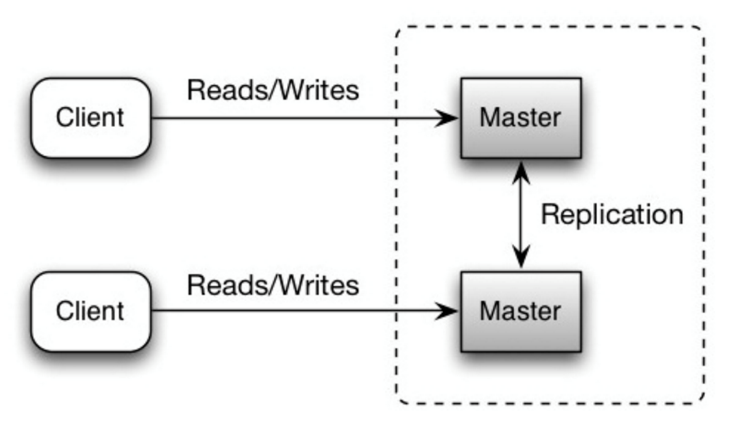 Reads/Writes
Client
Master
Replication
Reads/Writes
Client
Master